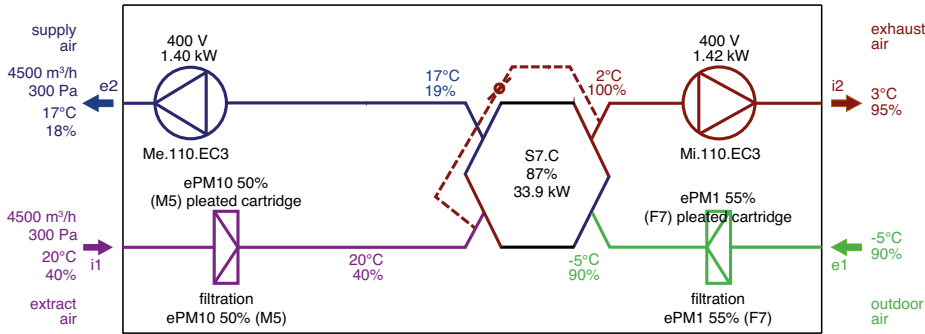 supply
air
4500 m³/h
300 Pa
e2
17°C
18%
400 V
1.40 kW
Me.110.EC3
17°C
19%
2°C
100%
400 V
1.42 kW
Mi.110.EC3
exhaust
air
i2
3°C
95%
S7.C
87%
33.9 kW
ePM10 50%
(M5) pleated cartridge
4500 m³/h
300 Pa
20°C
40%
i1
extract
air
filtration
ePM10 50% (M5)
20°C
40%
-5°C
90%
ePM1 55%
(F7) pleated cartridge
filtration
ePM1 55% (F7)
-5°C
90%
e1
outdoor
air